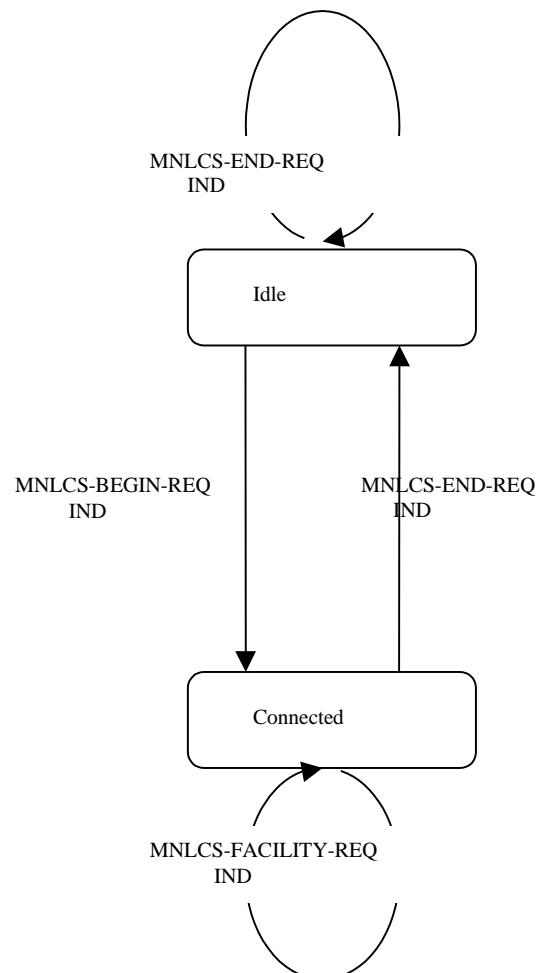 MNLCS-END-REQ
IND
Idle
MNLCS-BEGIN-REQ
IND
MNLCS-END-REQ
IND
Connected
MNLCS-FACILITY-REQ
IND